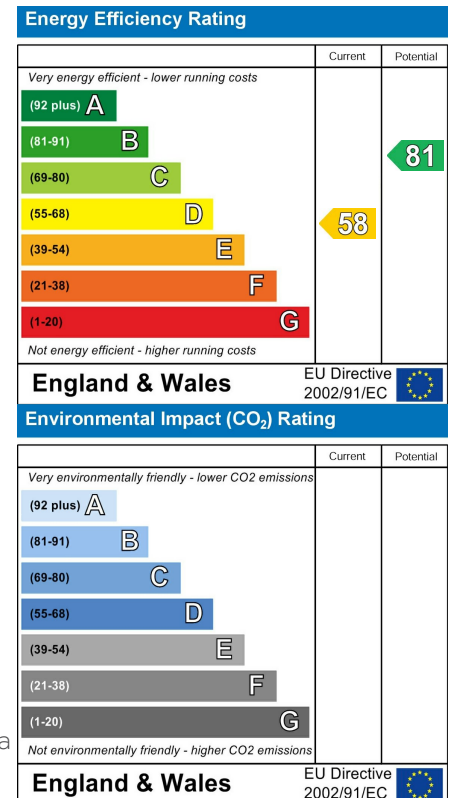 Energy Efficiency Rating
Current Potential
Very energy efficient - lower running costs
(92 plus) A
(81-91) B
81
(69-80) C
(55-68) D
58
(39-54) E
(21-38) F
(1-20) G
Not energy efficient - higher running costs
England & Wales
EU Directive
2002/91/EC
Environmental Impact (CO₂) Rating
Current Potential
Very environmentally friendly - lower CO2 emissions
(92 plus) A
(81-91) B
(69-80) C
(55-68) D
(39-54) E
(21-38) F
(1-20) G
a
Not environmentally friendly - higher CO2 emissions
England & Wales
EU Directive
2002/91/EC